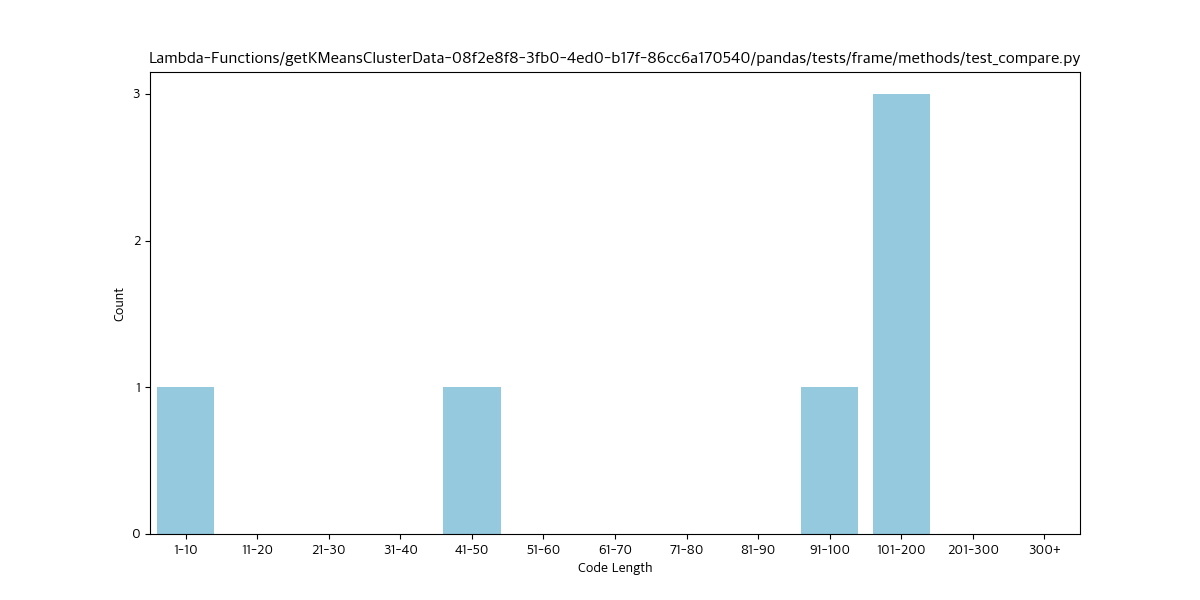 Lambda-Functions/getKMeansClusterData-08f2e8f8-3fb0-4ed0-b17f-86cc6a170540/pandas/tests/frame/methods/test_compare.py
3
2
1
0
Count
1-10 11-20 21-30 31-40 41-50 51-60 61-70 71-80 81-90 91-100 101-200 201-300 300+
Code Length